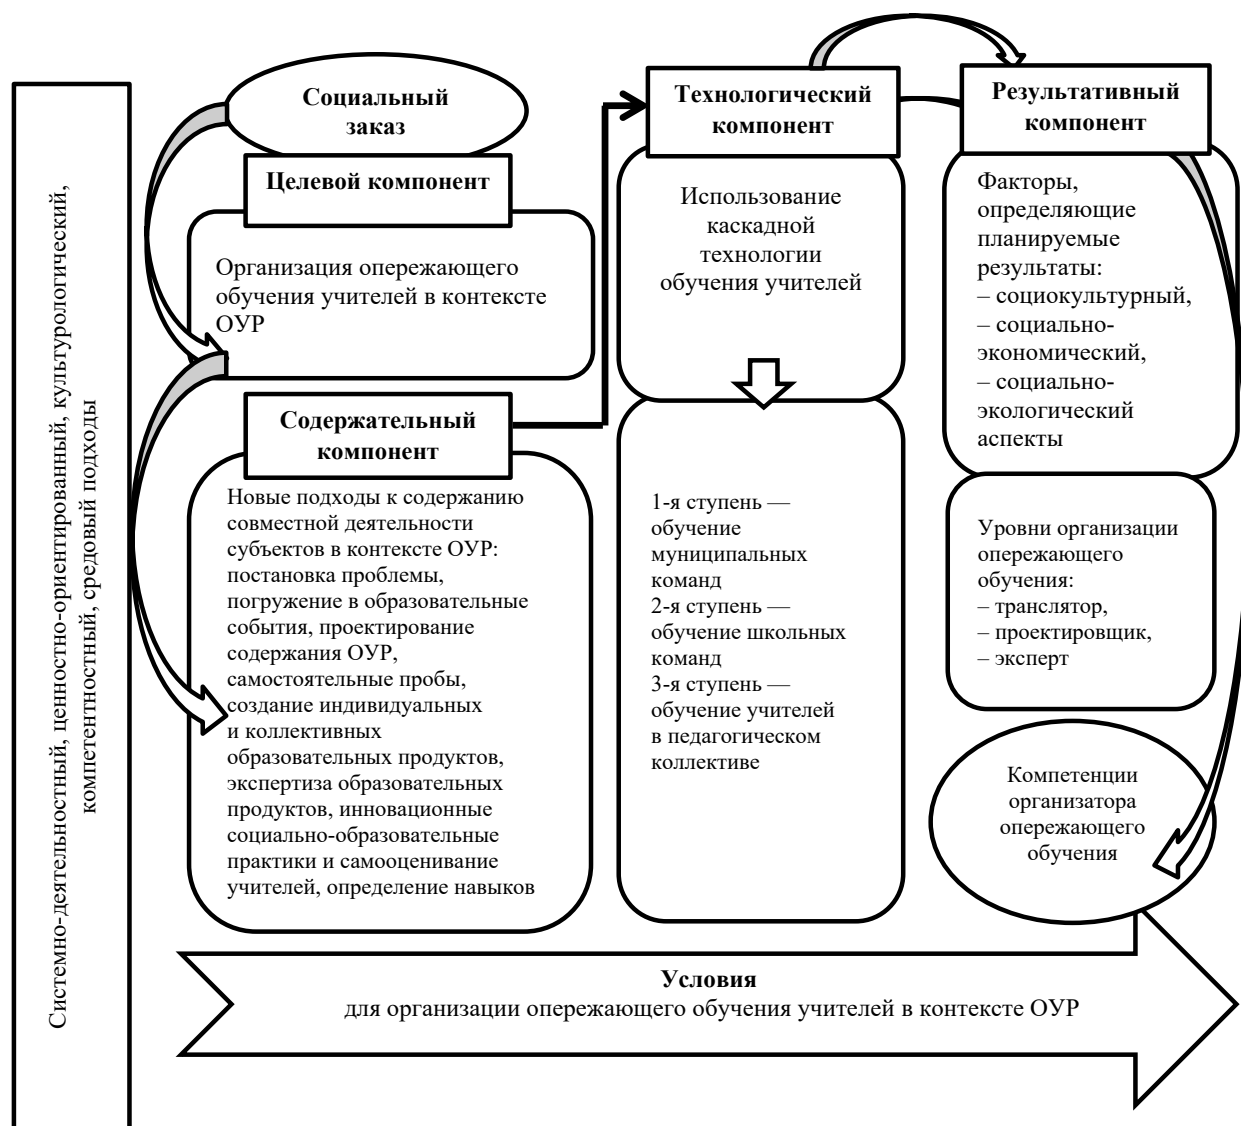 Системно-деятельностный, ценностно-ориентированный, культурологический,
компетентностный, средовый подходы
Социальный
заказ
Целевой компонент
Организация опережающего
обучения учителей в контексте
ОУР
Содержательный
компонент
Новые подходы к содержанию
совместной деятельности
субъектов в контексте ОУР:
постановка проблемы,
погружение в образовательные
события, проектирование
содержания ОУР,
самостоятельные пробы,
создание индивидуальных
и коллективных
образовательных продуктов,
экспертиза образовательных
продуктов, инновационные
социально-образовательные
практики и самооценивание
учителей, определение навыков
Технологический
компонент
Использование
каскадной
технологии
обучения учителей
1-я ступень —
обучение
муниципальных
команд
2-я ступень —
обучение школьных
команд
3-я ступень —
обучение учителей
в педагогическом
коллективе
Результативный
компонент
Факторы,
определяющие
планируемые
результаты:
– социокультурный,
– социально-
экономический,
– социально-
экологический
аспекты
Уровни организации
опережающего
обучения:
– транслятор,
– проектировщик,
– эксперт
Компетенции
организатора
опережающего
обучения
Условия
для организации опережающего обучения учителей в контексте ОУР